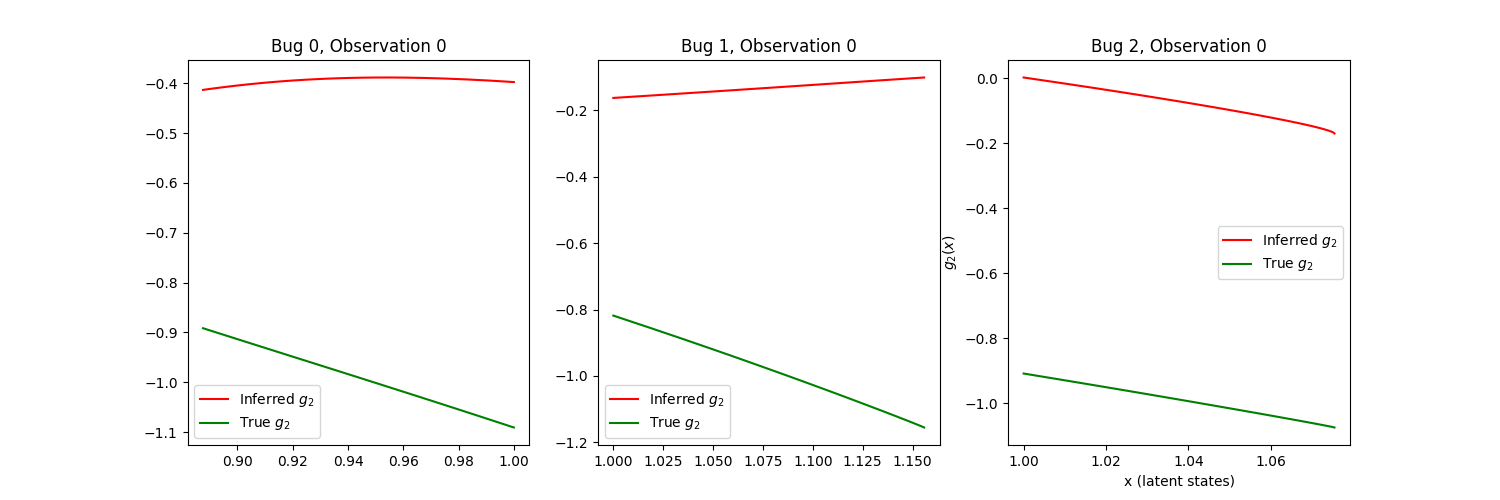 Bug 0, Observation 0
−0.4
−0.5
−0.6
−0.7
−0.8
−0.9
−1.0
−1.1
Inferred g₂
True g₂
0.90 0.92 0.94 0.96 0.98 1.00
Bug 1, Observation 0
−0.2
−0.4
−0.6
−0.8
−1.0
−1.2
Inferred g₂
True g₂
1.000 1.025 1.050 1.075 1.100 1.125 1.150
Bug 2, Observation 0
g₂(x)
0.0
−0.2
−0.4
−0.6
−0.8
−1.0
Inferred g₂
True g₂
1.00 1.02 1.04 1.06
x (latent states)